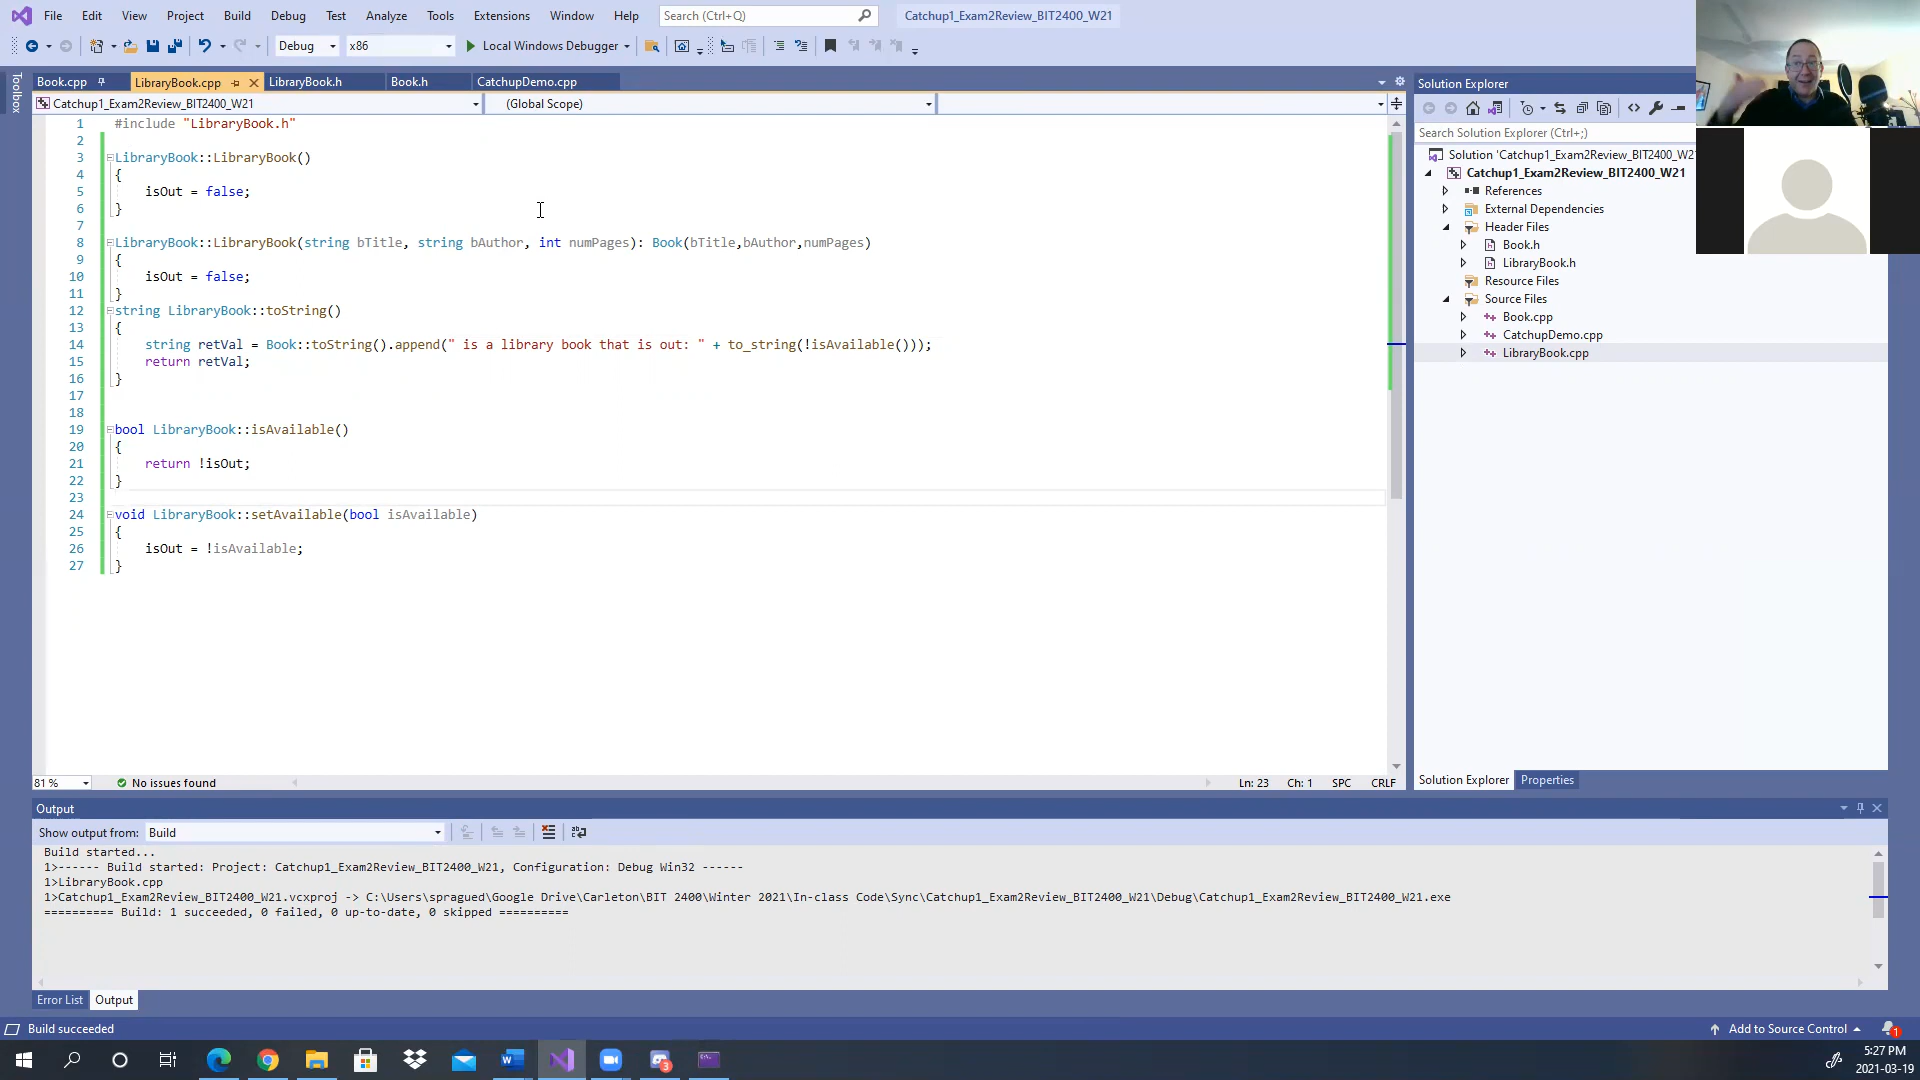 File Edit View Project Build Debug Test Analyze Tools Extensions Window Help Search (Ctrl+Q) Catchup1_Exam2Review_BIT2400_W21
Debug x86 Local Windows Debugger
Toolbox
Book.cpp LibraryBook.cpp LibraryBook.h Book.h CatchupDemo.cpp
Catchup1_Exam2Review_BIT2400_W21 (Global Scope)
1 #include "LibraryBook.h"
2
3 LibraryBook::LibraryBook()
4 {
5 isOut = false;
6 }
7
8 LibraryBook::LibraryBook(string bTitle, string bAuthor, int numPages): Book(bTitle,bAuthor,numPages)
9 {
10 isOut = false;
11 }
12 string LibraryBook::toString()
13 {
14 string retVal = Book::toString().append(" is a library book that is out: " + to_string(!isAvailable()));
15 return retVal;
16 }
17
18
19 bool LibraryBook::isAvailable()
20 {
21 return !isOut;
22 }
23
24 void LibraryBook::setAvailable(bool isAvailable)
25 {
26 isOut = !isAvailable;
27 }
81 % No issues found Ln: 23 Ch: 1 SPC CRLF
Solution Explorer
Search Solution Explorer (Ctrl+;)
Solution 'Catchup1_Exam2Review_BIT2400_W2
Catchup1_Exam2Review_BIT2400_W21
References
External Dependencies
Header Files
Book.h
LibraryBook.h
Resource Files
Source Files
Book.cpp
CatchupDemo.cpp
LibraryBook.cpp
Solution Explorer Properties
Output
Show output from: Build
Build started...
1>------ Build started: Project: Catchup1_Exam2Review_BIT2400_W21, Configuration: Debug Win32 ------
1>LibraryBook.cpp
1>Catchup1_Exam2Review_BIT2400_W21.vcxproj -> C:\Users\spragued\Google Drive\Carleton\BIT 2400\Winter 2021\In-class Code\Sync\Catchup1_Exam2Review_BIT2400_W21\Debug\Catchup1_Exam2Review_BIT2400_W21.exe
========== Build: 1 succeeded, 0 failed, 0 up-to-date, 0 skipped ==========
Error List Output
Build succeeded Add to Source Control 1
3
5:27 PM
2021-03-19